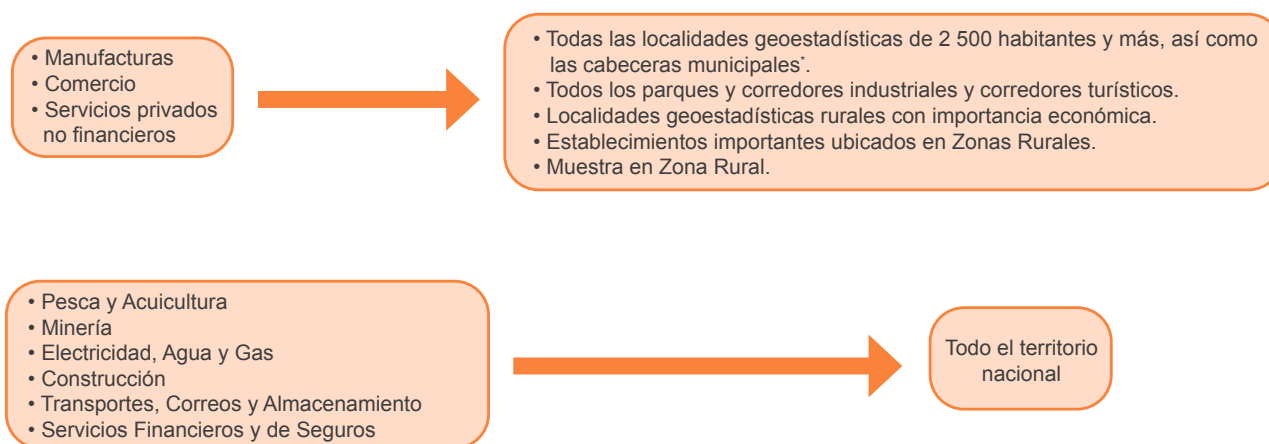 • Manufacturas
• Comercio
• Servicios privados
no financieros
• Todas las localidades geoestadísticas de 2 500 habitantes y más, así como
las cabeceras municipales*.
• Todos los parques y corredores industriales y corredores turísticos.
• Localidades geoestadísticas rurales con importancia económica.
• Establecimientos importantes ubicados en Zonas Rurales.
• Muestra en Zona Rural.
• Pesca y Acuicultura
• Minería
• Electricidad, Agua y Gas
• Construcción
• Transportes, Correos y Almacenamiento
• Servicios Financieros y de Seguros
Todo el territorio
nacional